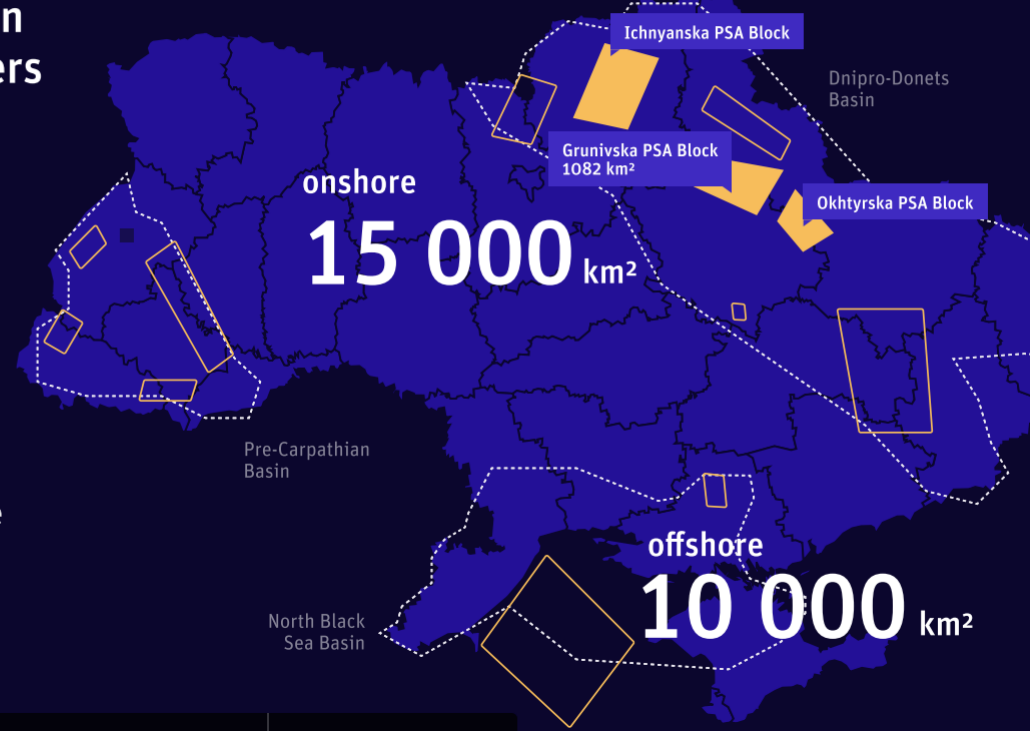 n
ers
Ichnyanska PSA Block
Dnipro-Donets
Basin
Grunivska PSA Block
1082 km²
onshore
15 000 km²
Okhtyrska PSA Block
Pre-Carpathian
Basin
e
offshore
10 000 km²
North Black
Sea Basin